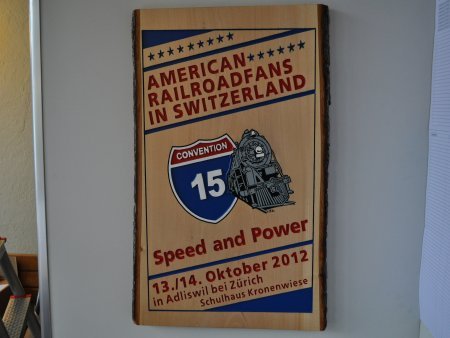 AMERICAN
RAILROADFANS
IN SWITZERLAND
CONVENTION
15
Speed and Power
13./14. Oktober 2012
in Adliswil bei Zürich
Schulhaus Kronenwiese